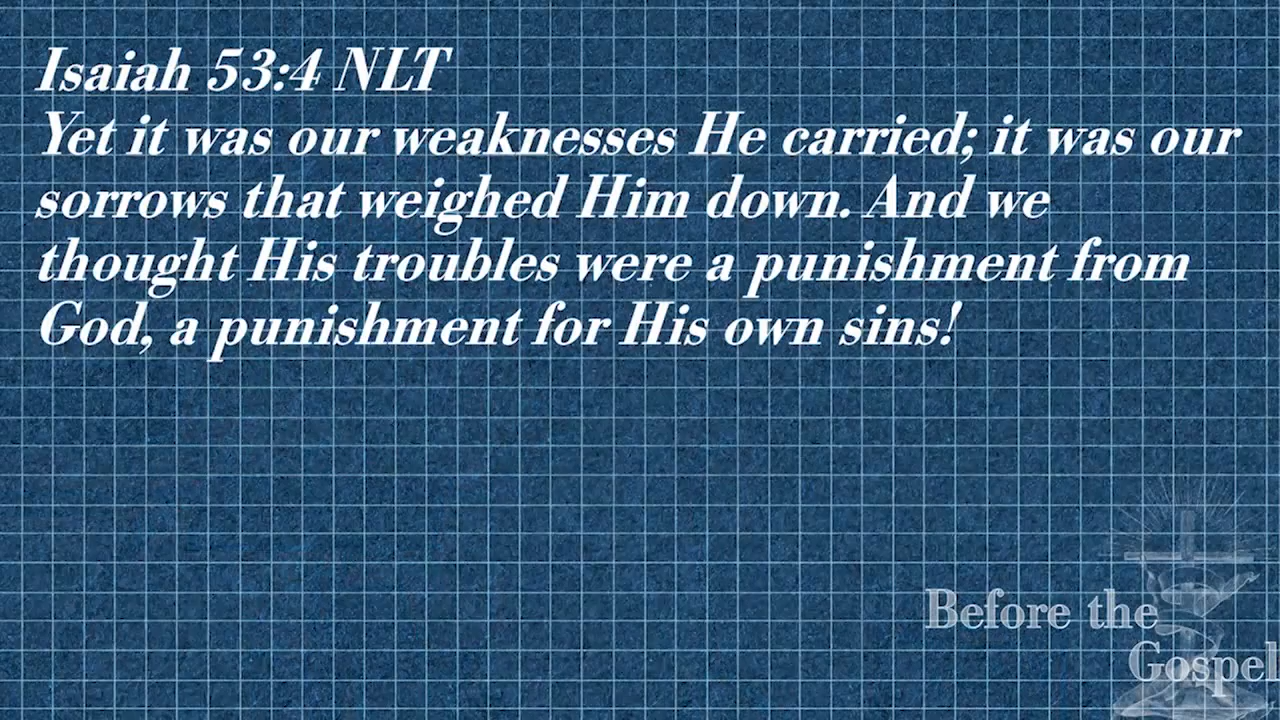 Isaiah 53:4 NLT
Yet it was our weaknesses He carried; it was our
sorrows that weighed Him down. And we
thought His troubles were a punishment from
God, a punishment for His own sins!
Before the
Gospel